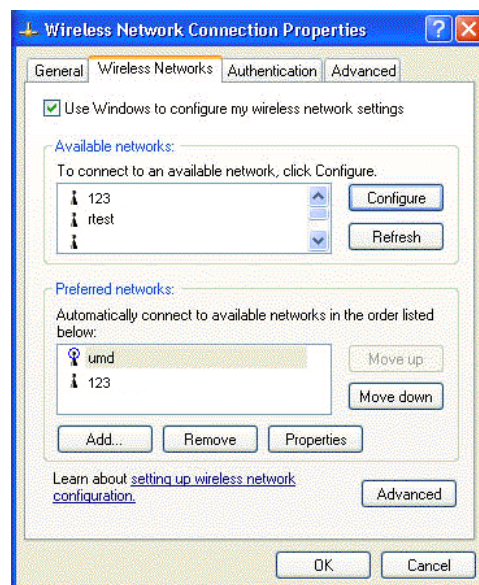 Wireless Network Connection Properties
General Wireless Networks Authentication Advanced
Use Windows to configure my wireless network settings
Available networks:
To connect to an available network, click Configure.
123
rtest
Configure
Refresh
Preferred networks:
Automatically connect to available networks in the order listed
below:
umd
123
Move up
Move down
Add... Remove Properties
Learn about setting up wireless network
configuration.
Advanced
OK Cancel